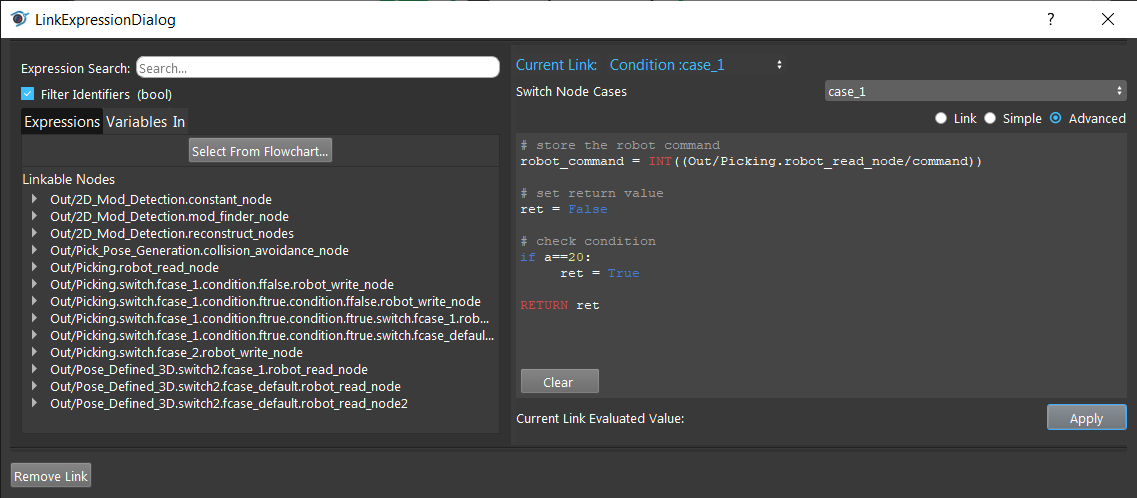 LinkExpressionDialog
?
Expression Search: Search...
Filter Identifiers (bool)
Expressions Variables In
Select From Flowchart...
Linkable Nodes
Out/2D_Mod_Detection.constant_node
Out/2D_Mod_Detection.mod_finder_node
Out/2D_Mod_Detection.reconstruct_nodes
Out/Pick_Pose_Generation.collision_avoidance_node
Out/Picking.robot_read_node
Out/Picking.switch.fcase_1.condition.ffalse.robot_write_node
Out/Picking.switch.fcase_1.condition.ftrue.condition.ffalse.robot_write_node
Out/Picking.switch.fcase_1.condition.ftrue.condition.ftrue.switch.fcase_1.rob...
Out/Picking.switch.fcase_1.condition.ftrue.condition.ftrue.switch.fcase_defaul...
Out/Picking.switch.fcase_2.robot_write_node
Out/Pose_Defined_3D.switch2.fcase_1.robot_read_node
Out/Pose_Defined_3D.switch2.fcase_default.robot_read_node
Out/Pose_Defined_3D.switch2.fcase_default.robot_read_node2
Current Link: Condition :case_1
Switch Node Cases case_1
Link Simple Advanced
# store the robot command
robot_command = INT((Out/Picking.robot_read_node/command))
# set return value
ret = False
# check condition
if a==20:
ret = True
RETURN ret
Clear
Current Link Evaluated Value:
Apply
Remove Link